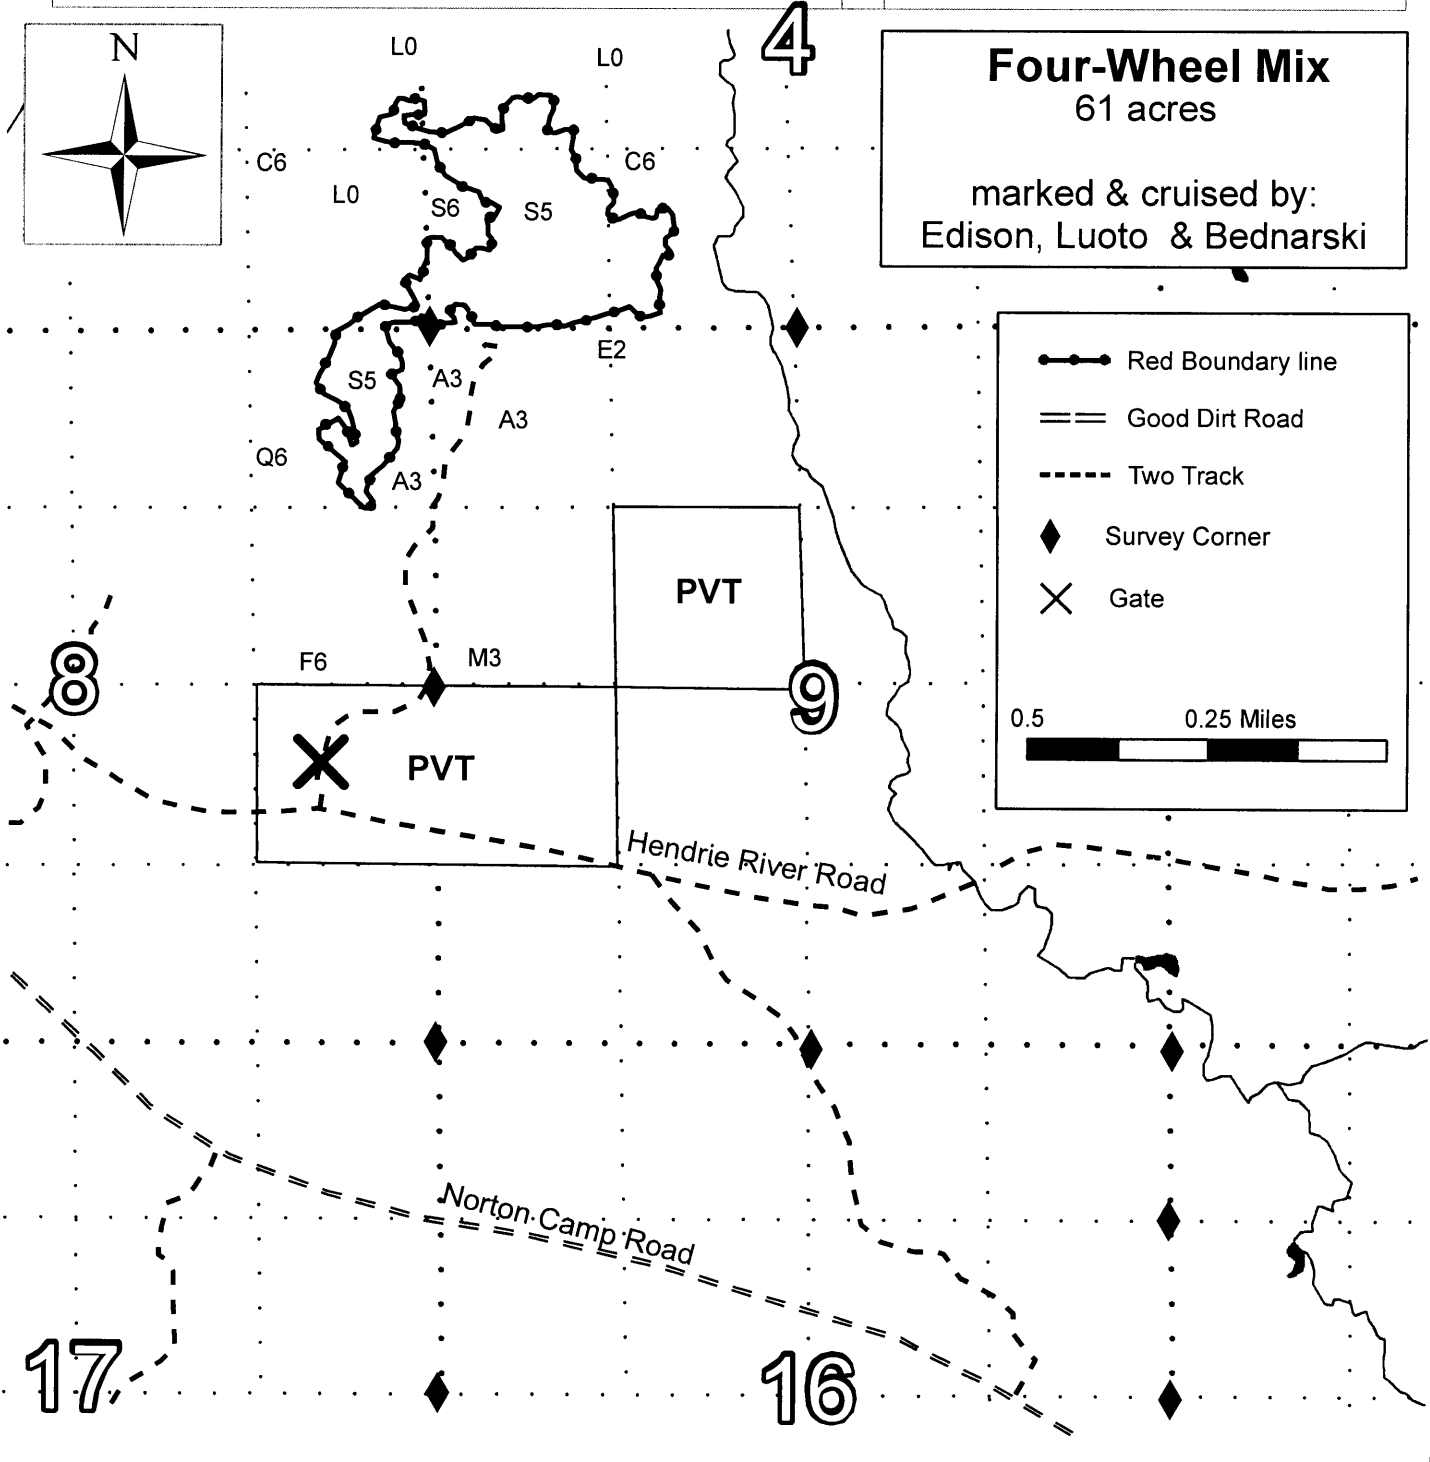 N
L0
L0
4
Four-Wheel Mix
61 acres
marked & cruised by:
Edison, Luoto & Bednarski
C6
L0
S6
S5
C6
E2
S5
A3
A3
Q6
A3
Red Boundary line
Good Dirt Road
Two Track
Survey Corner
Gate
0.5
0.25 Miles
PVT
8
F6
M3
9
PVT
Hendrie River Road
Norton Camp Road
17
16